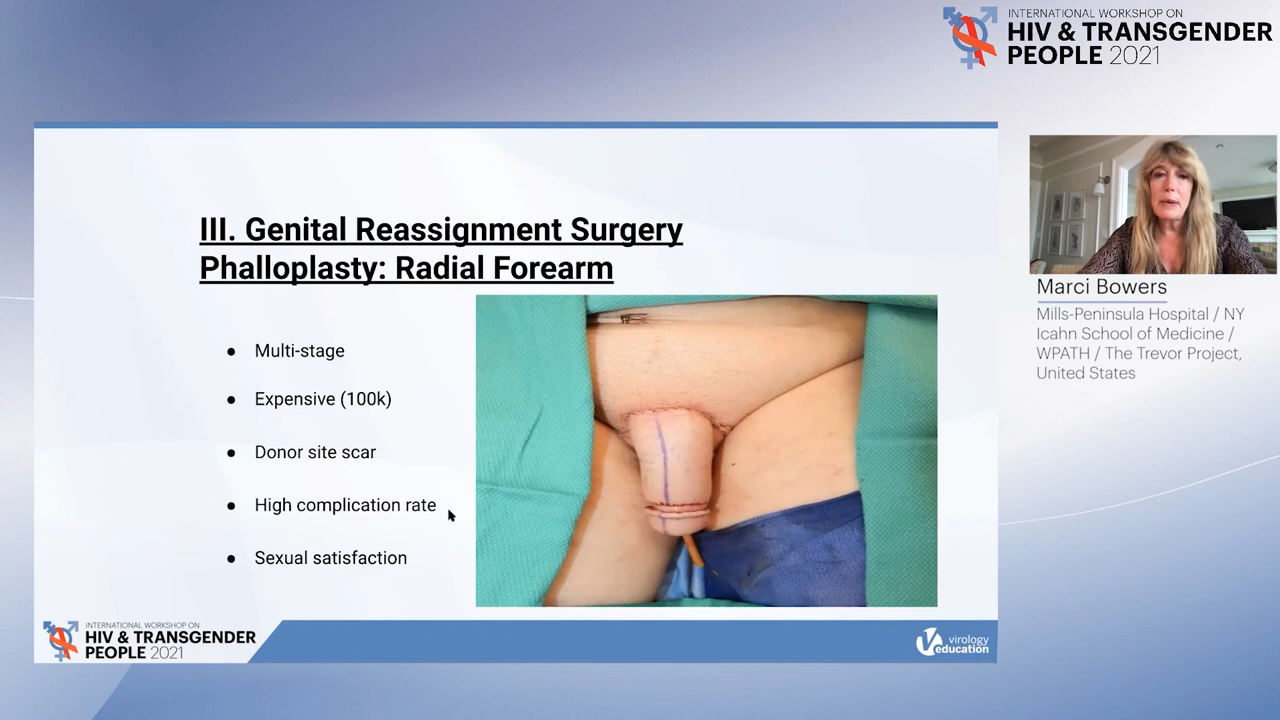 INTERNATIONAL WORKSHOP ON
HIV & TRANSGENDER
PEOPLE 2021
III. Genital Reassignment Surgery
Phalloplasty: Radial Forearm
• Multi-stage
• Expensive (100k)
• Donor site scar
• High complication rate
• Sexual satisfaction
Marci Bowers
Mills-Peninsula Hospital / NY
Icahn School of Medicine /
WPATH / The Trevor Project,
United States
INTERNATIONAL WORKSHOP ON
HIV & TRANSGENDER
PEOPLE 2021
virology
education